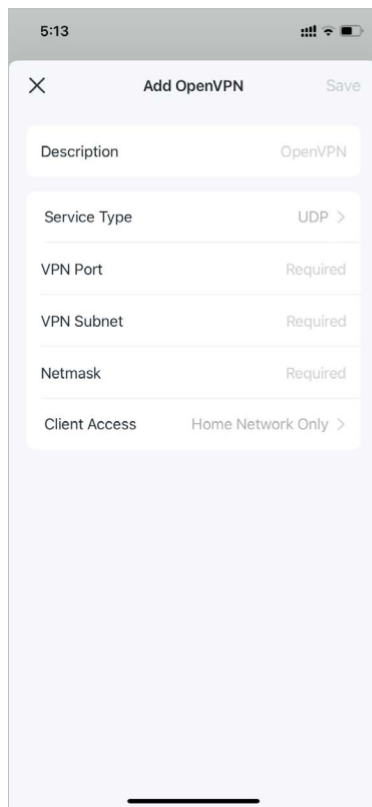 5:13
Add OpenVPN Save
Description OpenVPN
Service Type UDP
VPN Port Required
VPN Subnet Required
Netmask Required
Client Access Home Network Only